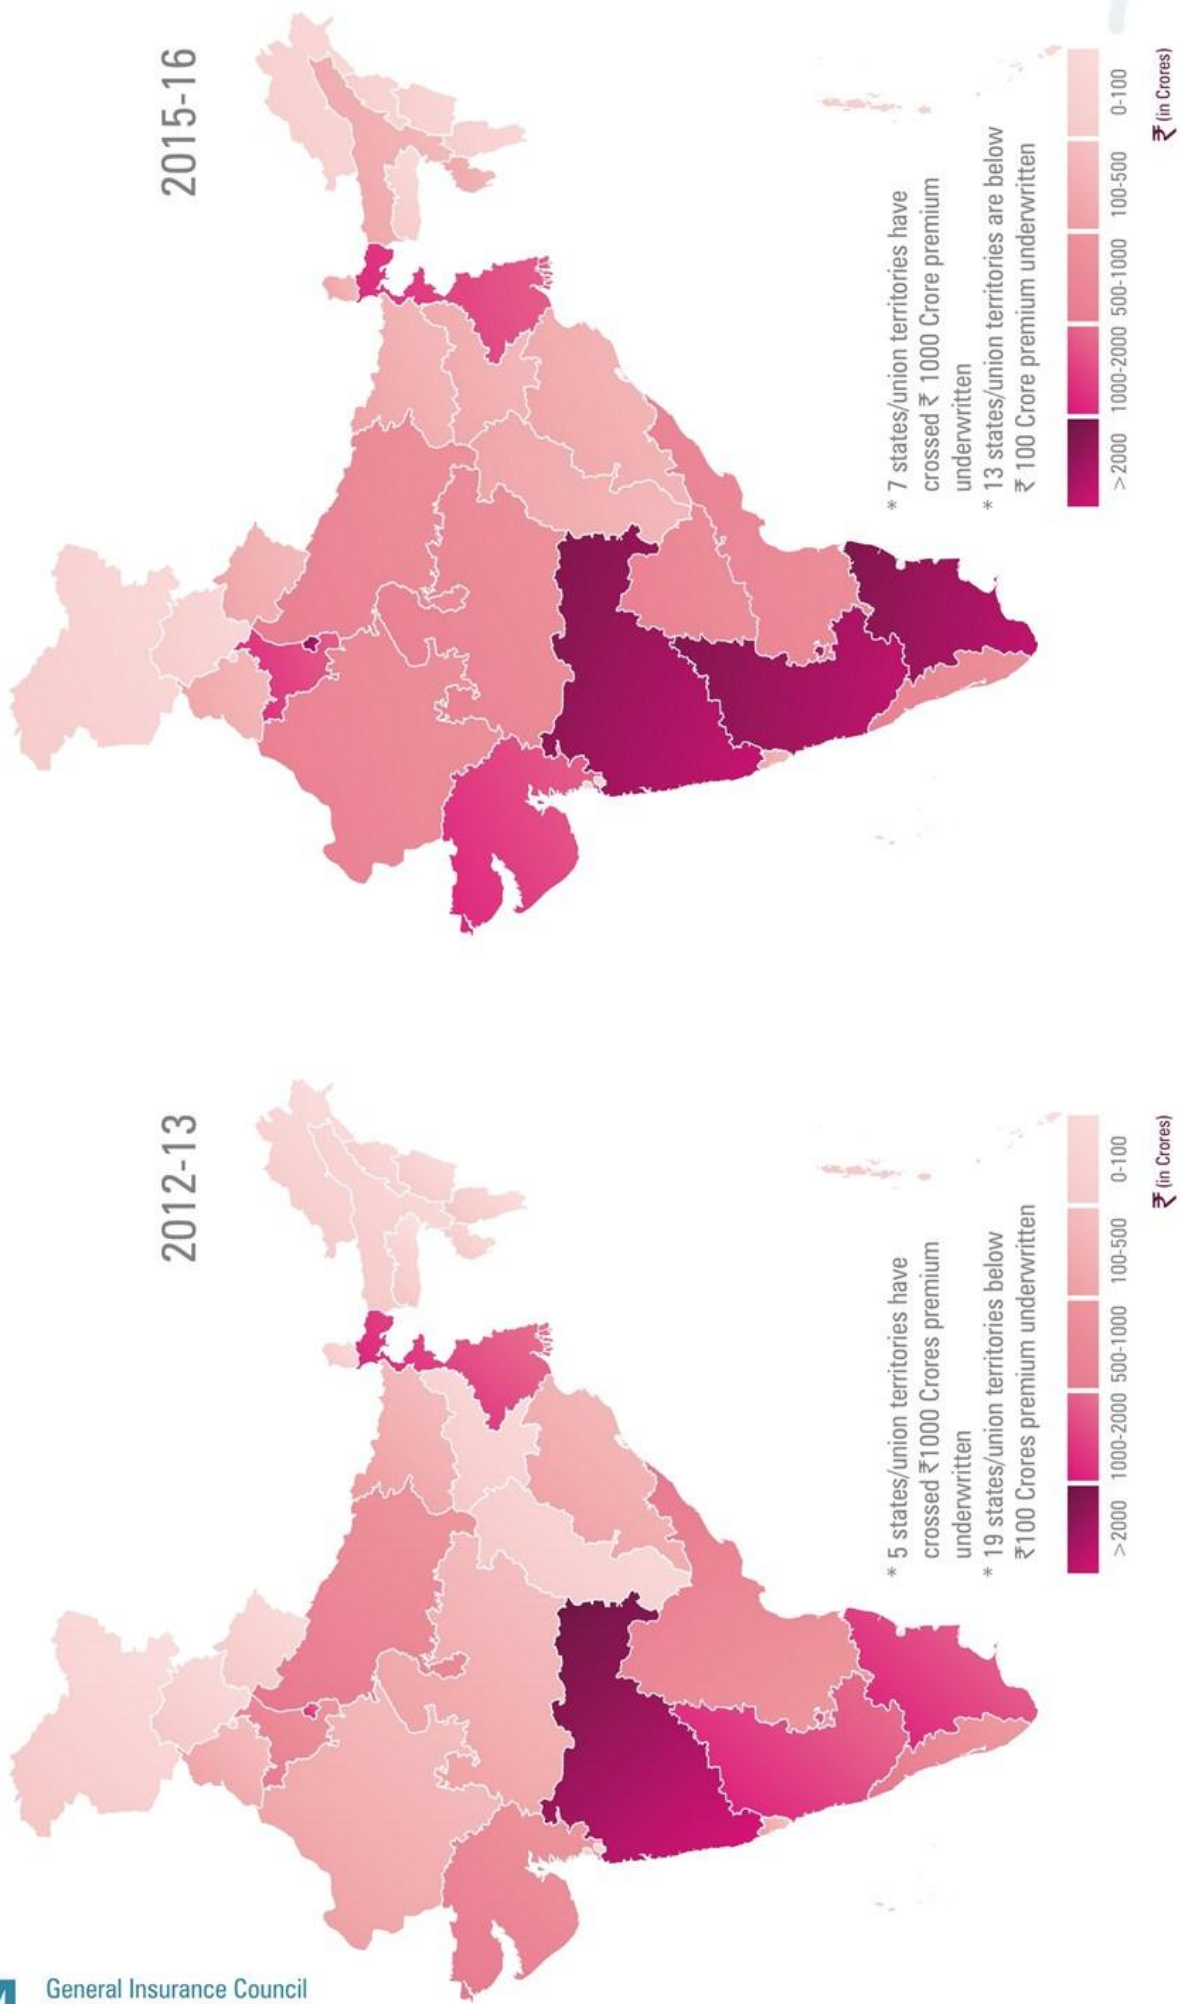 General Insurance Council
2012-13
* 5 states/union territories have
crossed ₹1000 Crores premium
underwritten
* 19 states/union territories below
₹100 Crores premium underwritten
>2000 1000-2000 500-1000 100-500 0-100
₹ (in Crores)
2015-16
* 7 states/union territories have
crossed ₹ 1000 Crore premium
underwritten
* 13 states/union territories are below
₹ 100 Crore premium underwritten
>2000 1000-2000 500-1000 100-500 0-100
₹ (in Crores)